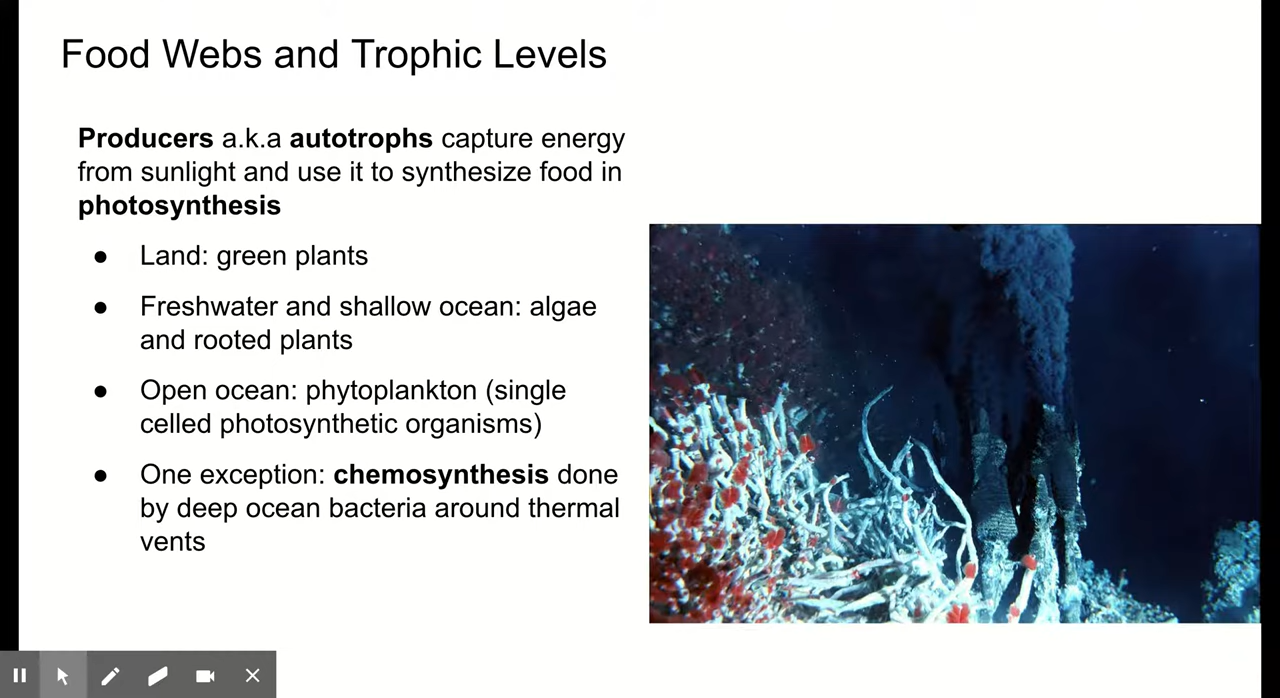 Food Webs and Trophic Levels
Producers a.k.a autotrophs capture energy
from sunlight and use it to synthesize food in
photosynthesis
● Land: green plants
● Freshwater and shallow ocean: algae
and rooted plants
● Open ocean: phytoplankton (single
celled photosynthetic organisms)
● One exception: chemosynthesis done
by deep ocean bacteria around thermal
vents